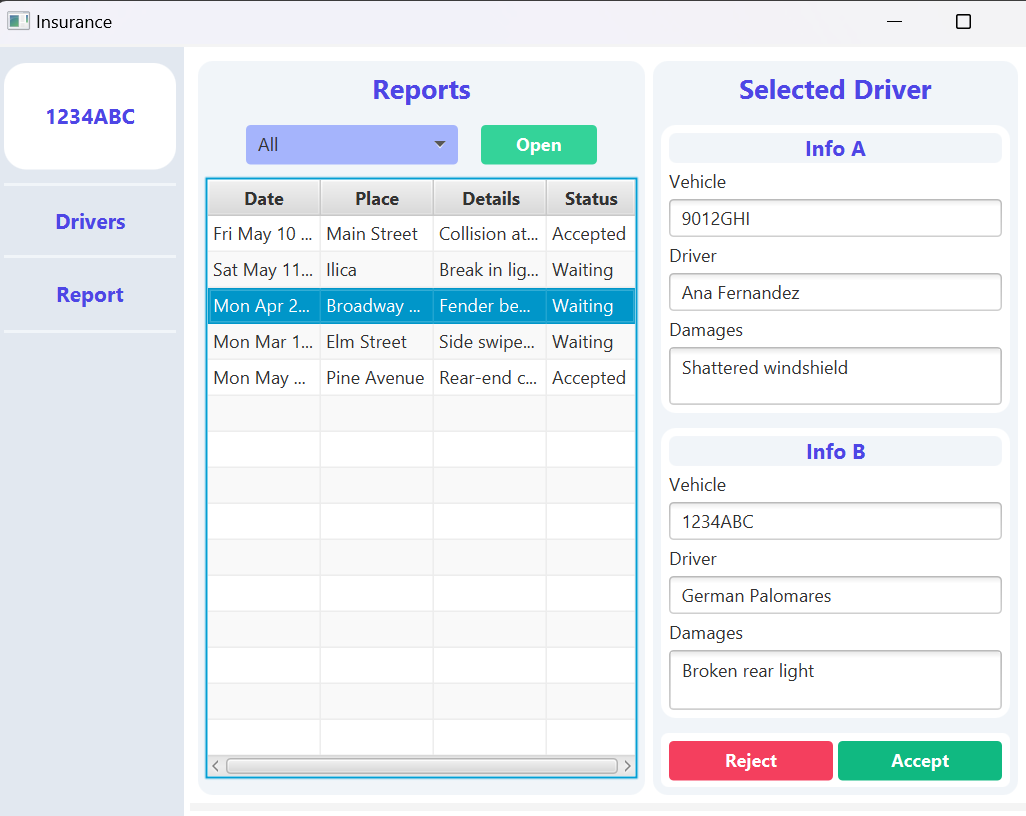 Insurance
1234ABC
Drivers
Report
Reports
All
Open
Date Place Details Status
Fri May 10 ... Main Street Collision at... Accepted
Sat May 11... Ilica Break in lig... Waiting
Mon Apr 2... Broadway ... Fender be... Waiting
Mon Mar 1... Elm Street Side swipe... Waiting
Mon May ... Pine Avenue Rear-end c... Accepted
Selected Driver
Info A
Vehicle
9012GHI
Driver
Ana Fernandez
Damages
Shattered windshield
Info B
Vehicle
1234ABC
Driver
German Palomares
Damages
Broken rear light
Reject Accept